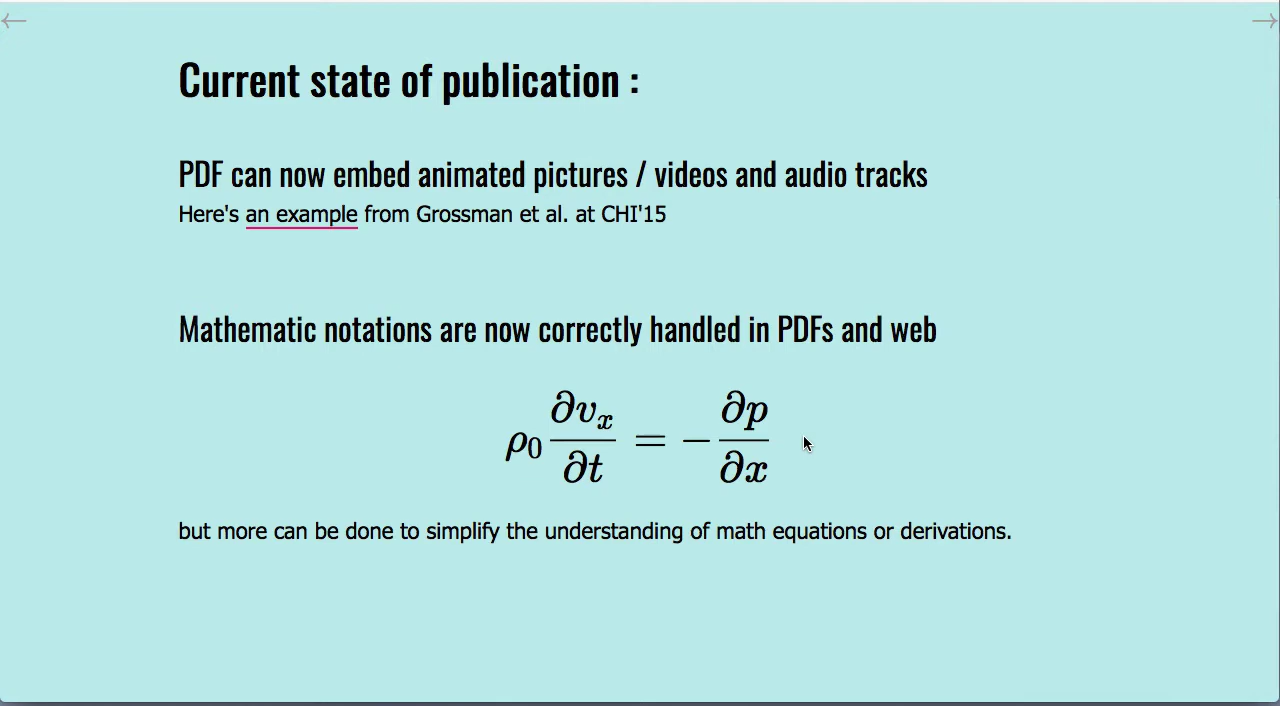 ← →
Current state of publication :
PDF can now embed animated pictures / videos and audio tracks
Here's an example from Grossman et al. at CHI'15
Mathematic notations are now correctly handled in PDFs and web
ρ₀ ∂vₓ/∂t = − ∂p/∂x
but more can be done to simplify the understanding of math equations or derivations.